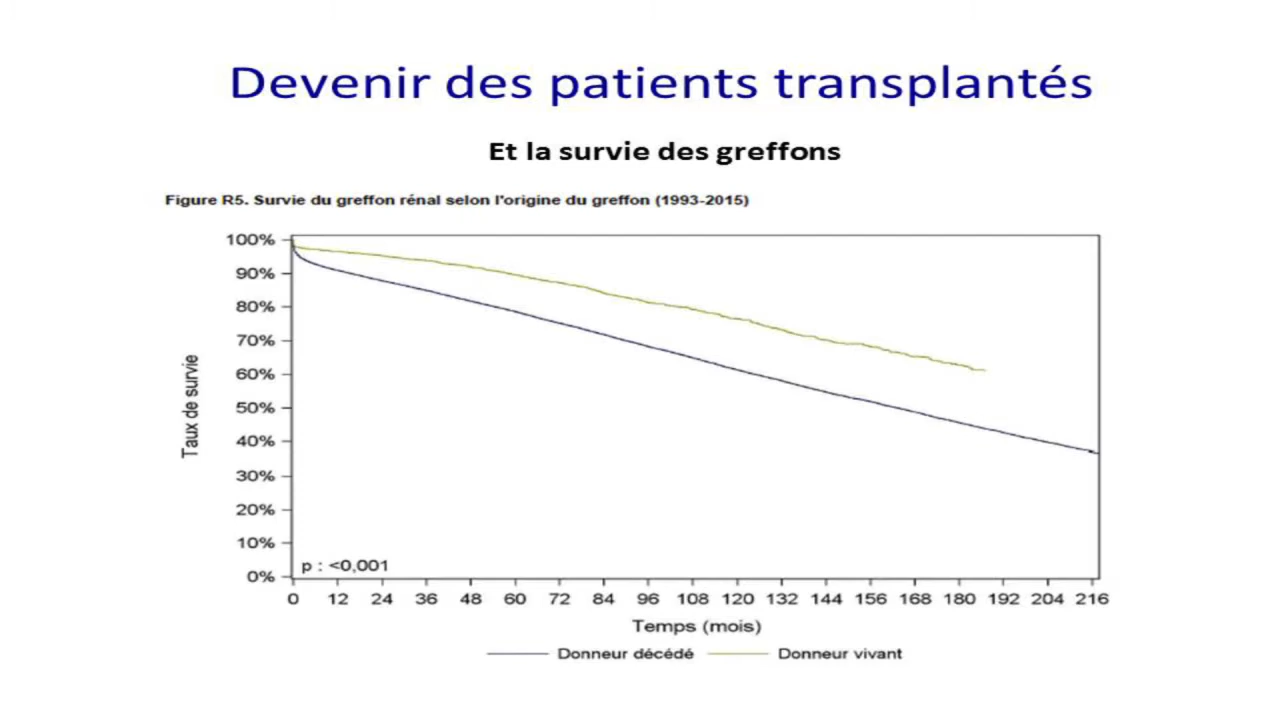 Devenir des patients transplantés
Et la survie des greffons
Figure R5. Survie du greffon rénal selon l'origine du greffon (1993-2015)
100%
90%
80%
70%
60%
50%
40%
30%
20%
10%
0%
Taux de survie
p : <0,001
0 12 24 36 48 60 72 84 96 108 120 132 144 156 168 180 192 204 216
Temps (mois)
Donneur décédé Donneur vivant